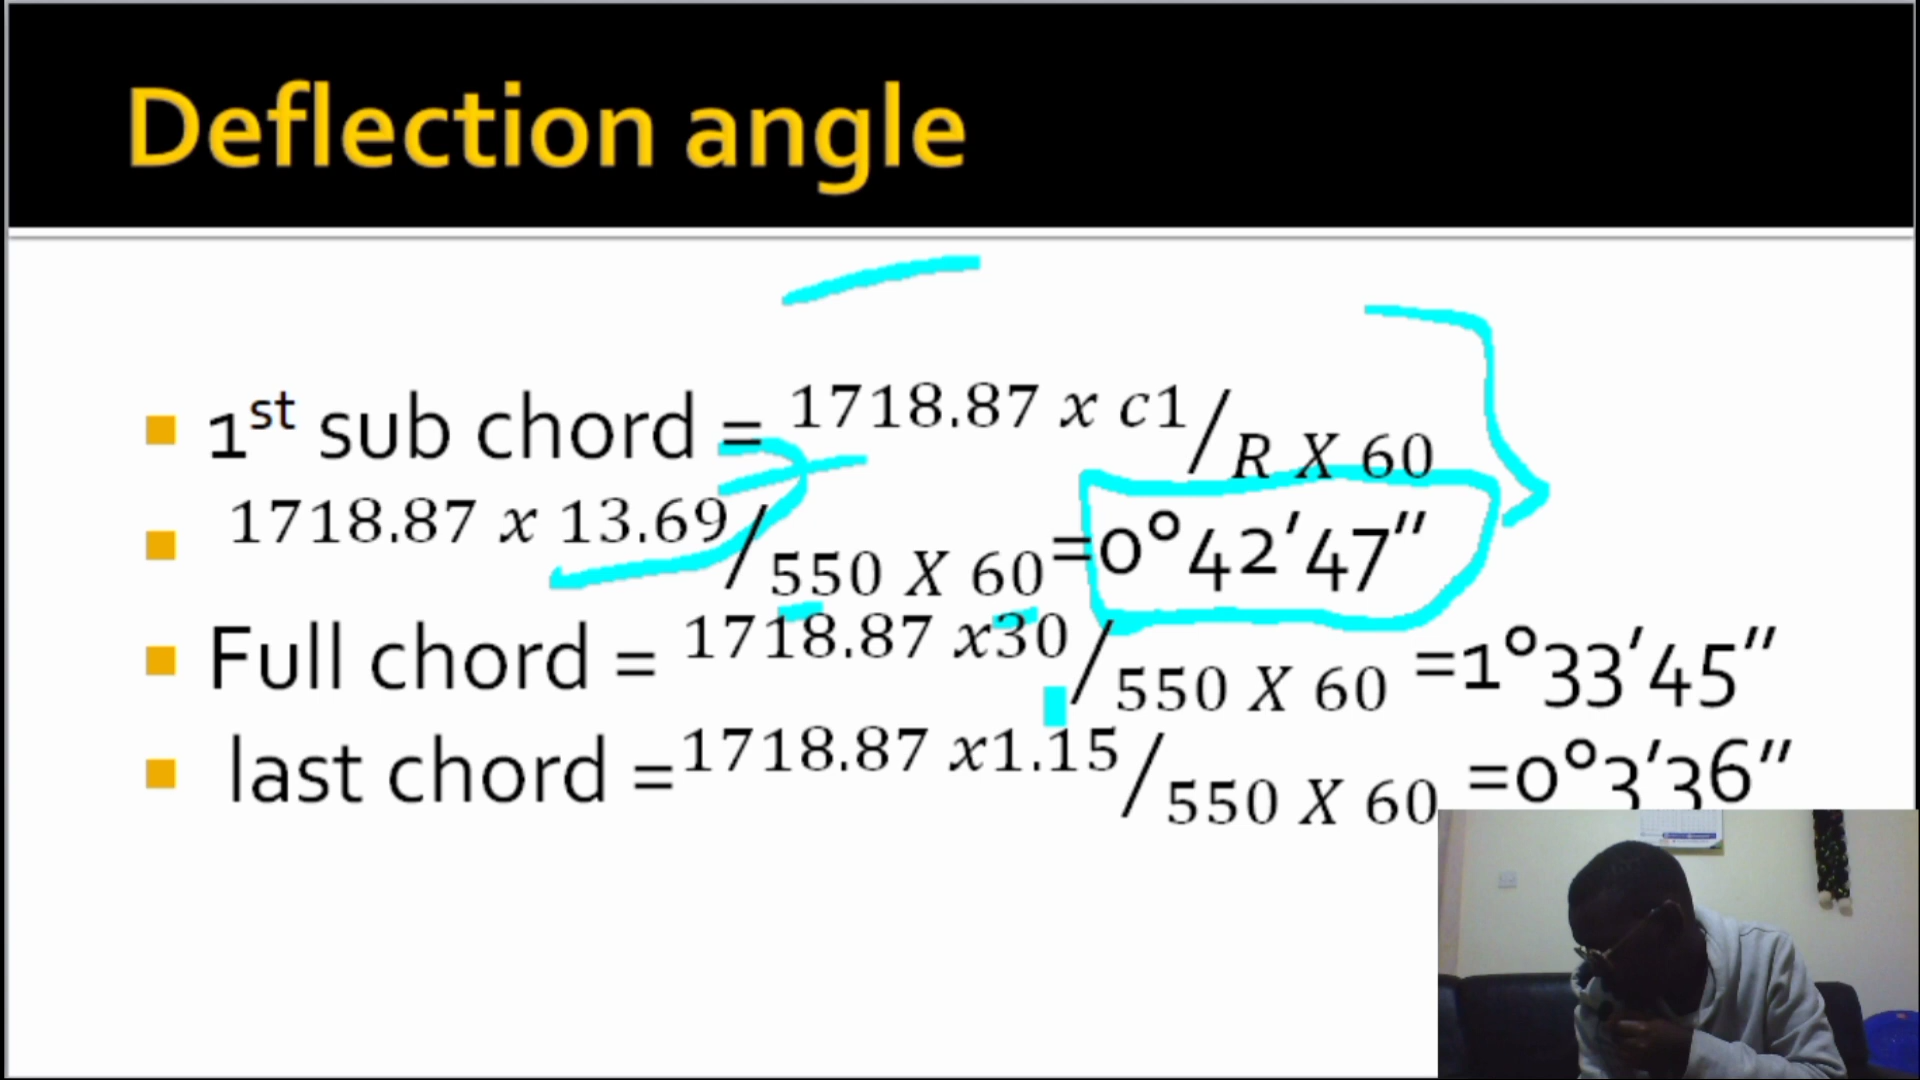 Deflection angle
1st sub chord = 1718.87 x c1/R X 60
1718.87 x 13.69/550 X 60=0°42′47″
Full chord = 1718.87 x30/550 X 60 =1°33′45″
last chord =1718.87 x1.15/550 X 60 =0°3′36″